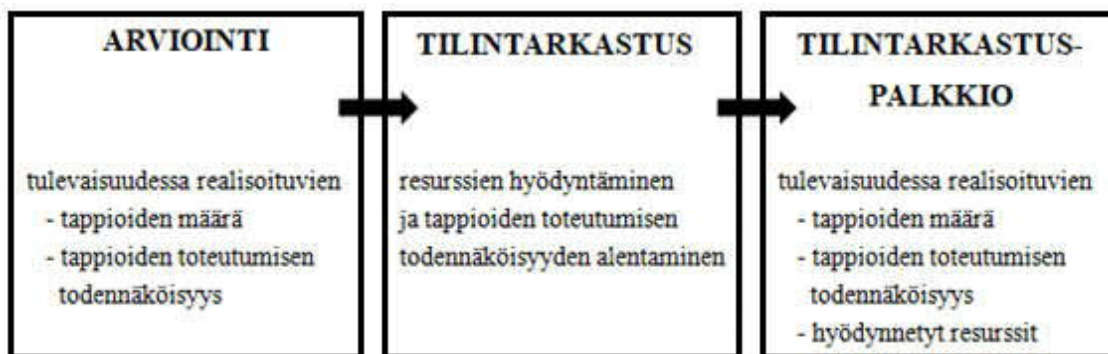 ARVIOINTI
tulevaisuudessa realisoituvien
- tappioiden määrä
- tappioiden toteutumisen
todennäköisyys
TILINTARKASTUS
resurssien hyödyntäminen
ja tappioiden toteutumisen
todennäköisyyden alentaminen
TILINTARKASTUS-
PALKKIO
tulevaisuudessa realisoituvien
- tappioiden määrä
- tappioiden toteutumisen
todennäköisyys
- hyödynnetyt resurssit